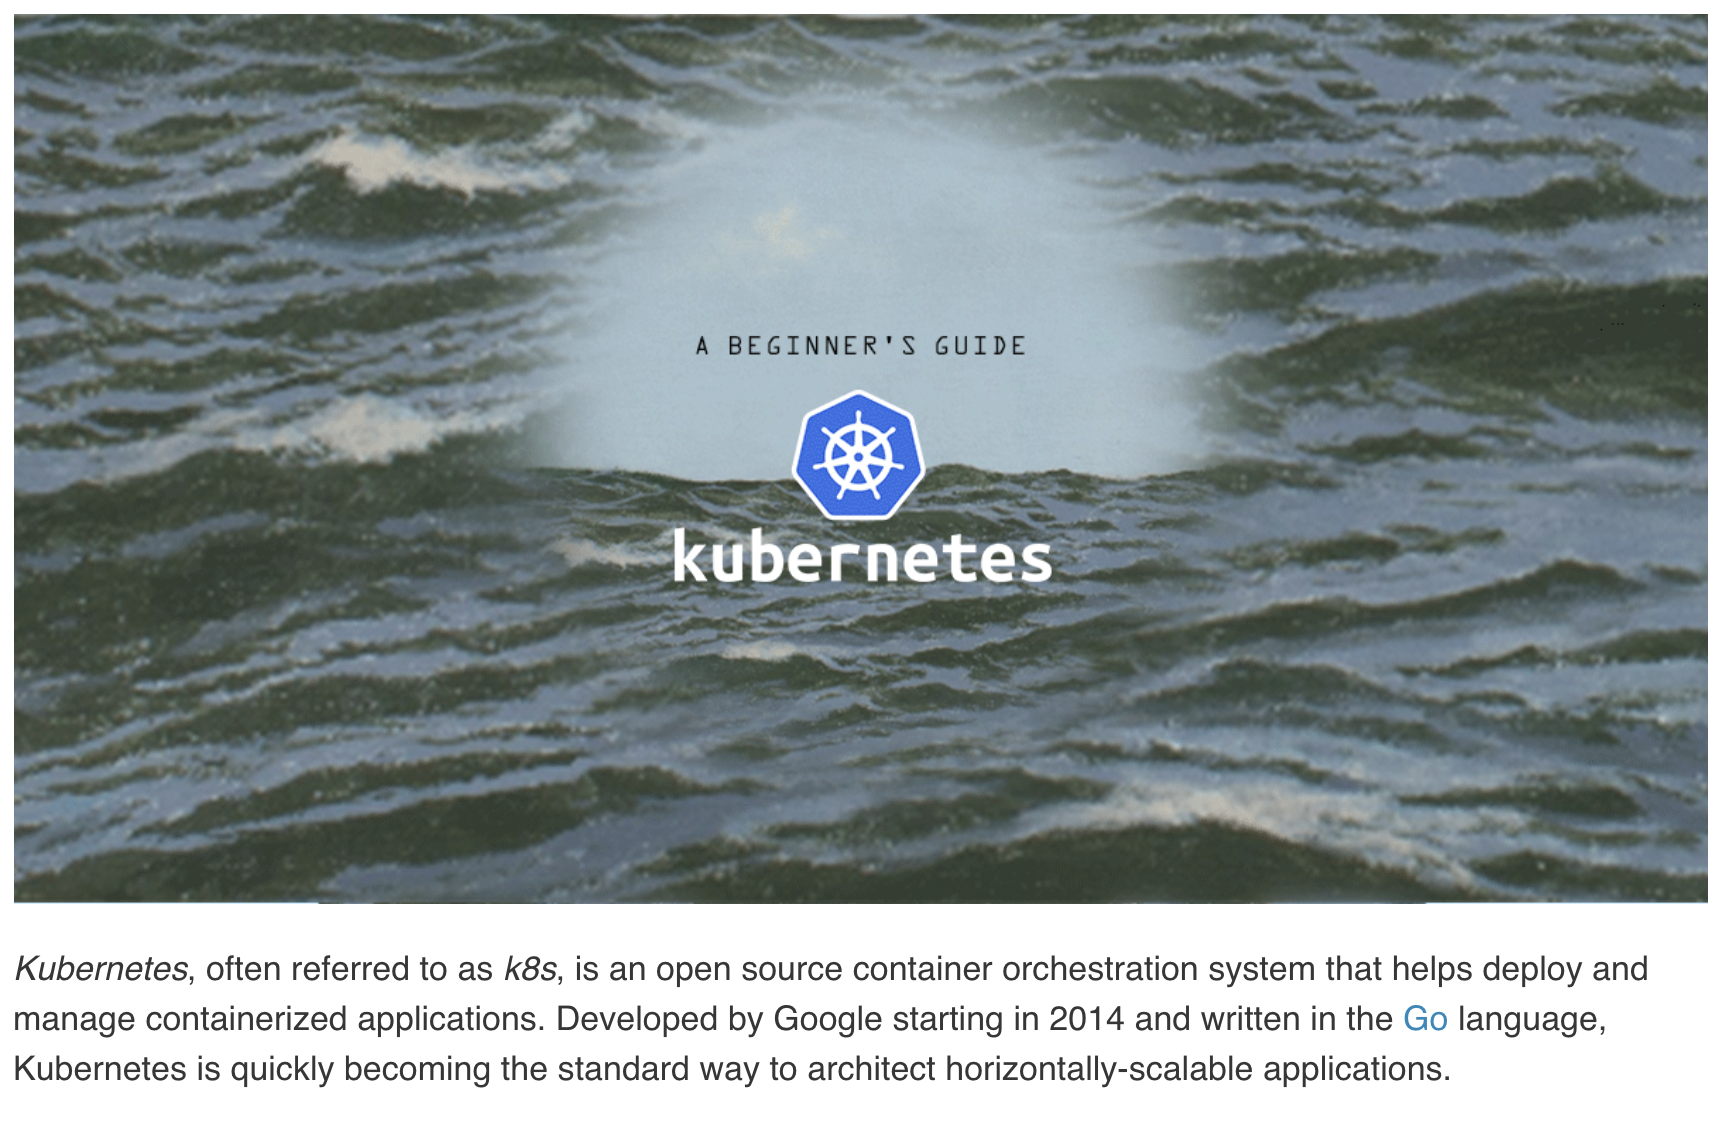 A BEGINNER'S GUIDE
kubernetes
Kubernetes, often referred to as k8s, is an open source container orchestration system that helps deploy and
manage containerized applications. Developed by Google starting in 2014 and written in the Go language,
Kubernetes is quickly becoming the standard way to architect horizontally-scalable applications.